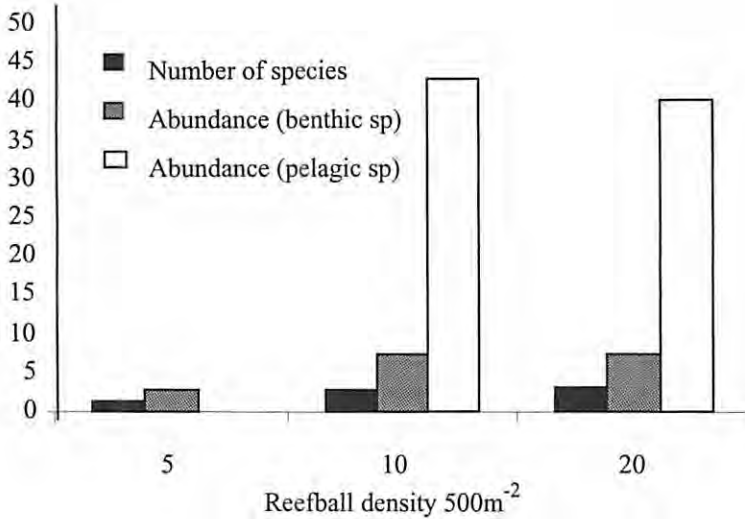 50
45
40
35
30
25
20
15
10
5
0
Number of species
Abundance (benthic sp)
Abundance (pelagic sp)
5 10 20
Reefball density 500m⁻²